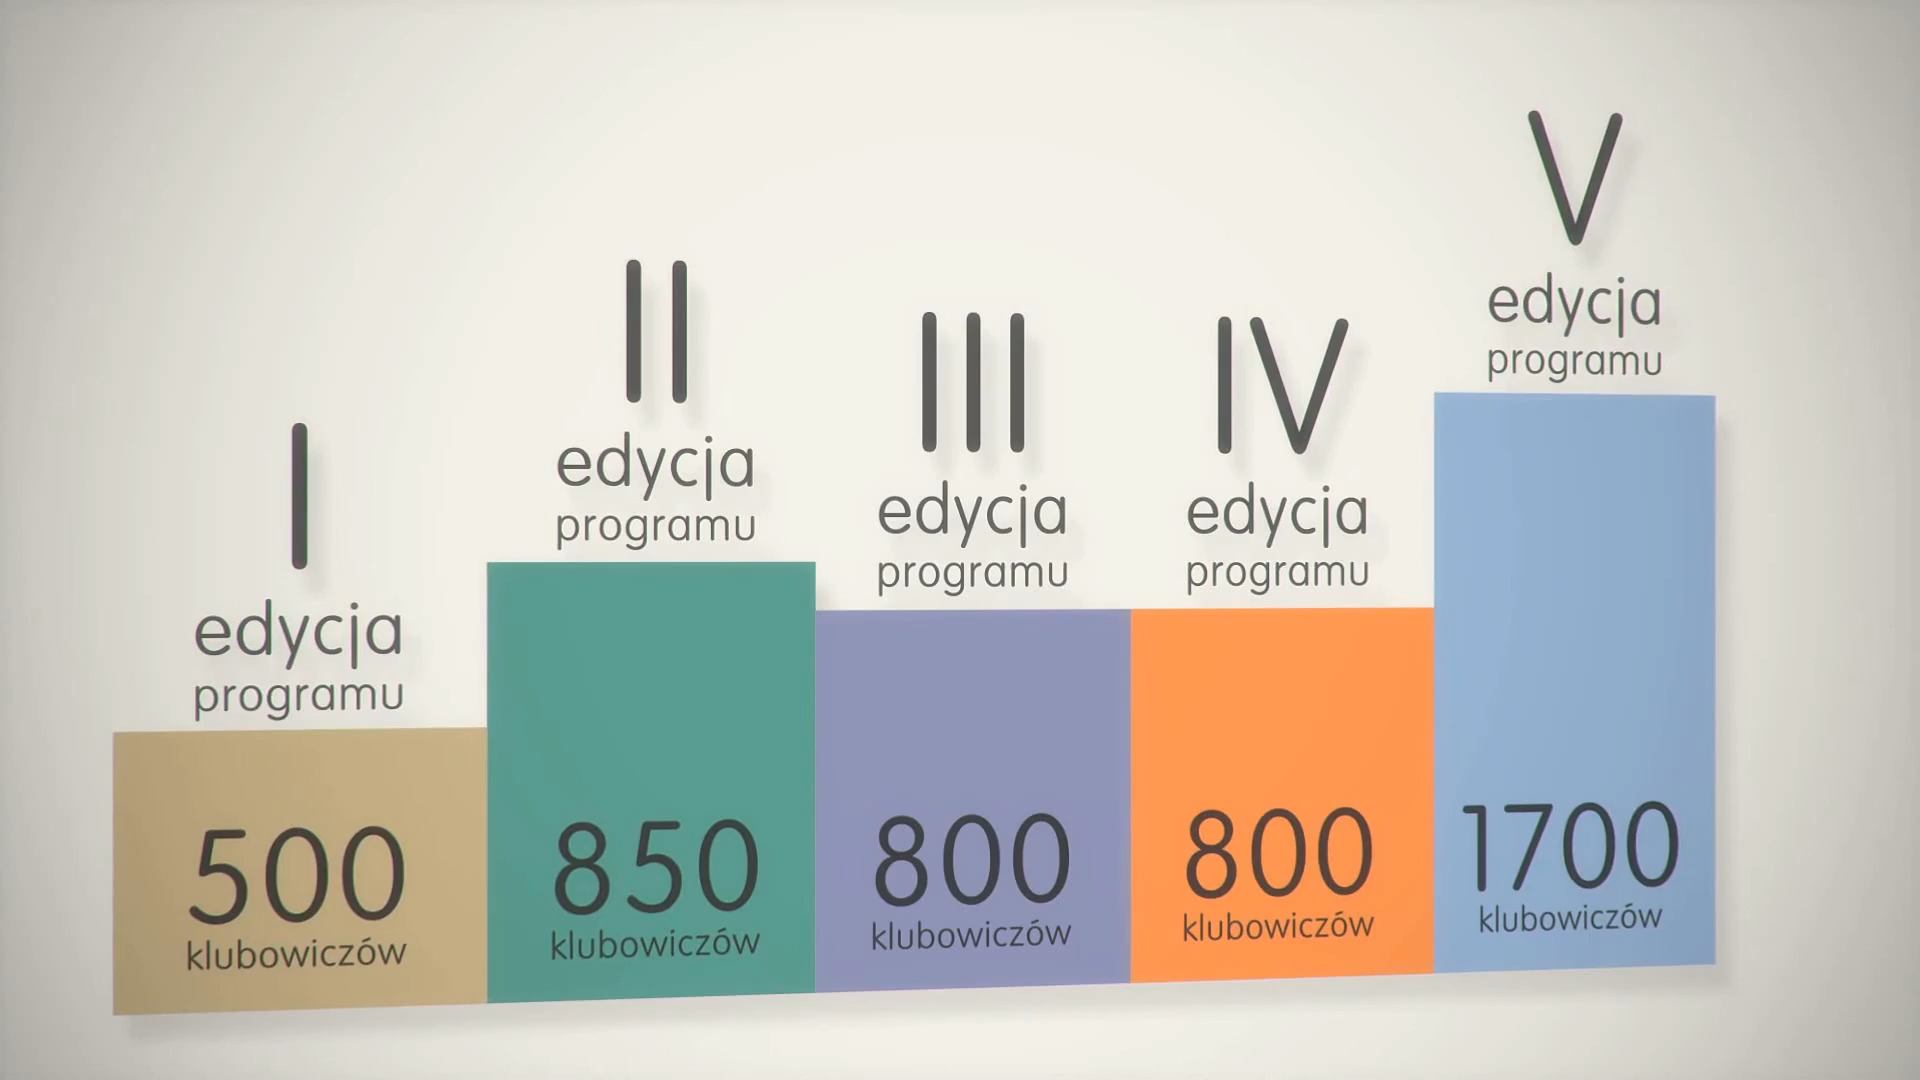 I
edycja
programu
500
klubowiczów
II
edycja
programu
850
klubowiczów
III
edycja
programu
800
klubowiczów
IV
edycja
programu
800
klubowiczów
V
edycja
programu
1700
klubowiczów